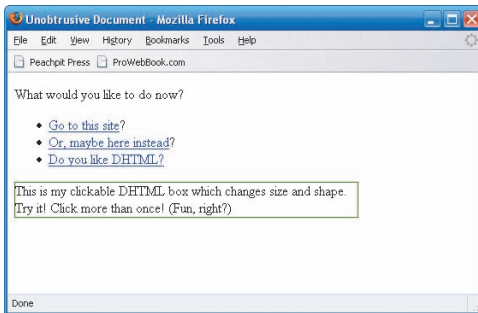 Unobtrusive Document - Mozilla Firefox
File Edit View History Bookmarks Tools Help
Peachpit Press ProWebBook.com
What would you like to do now?
• Go to this site?
• Or, maybe here instead?
• Do you like DHTML?
This is my clickable DHTML box which changes size and shape.
Try it! Click more than once! (Fun, right?)
Done